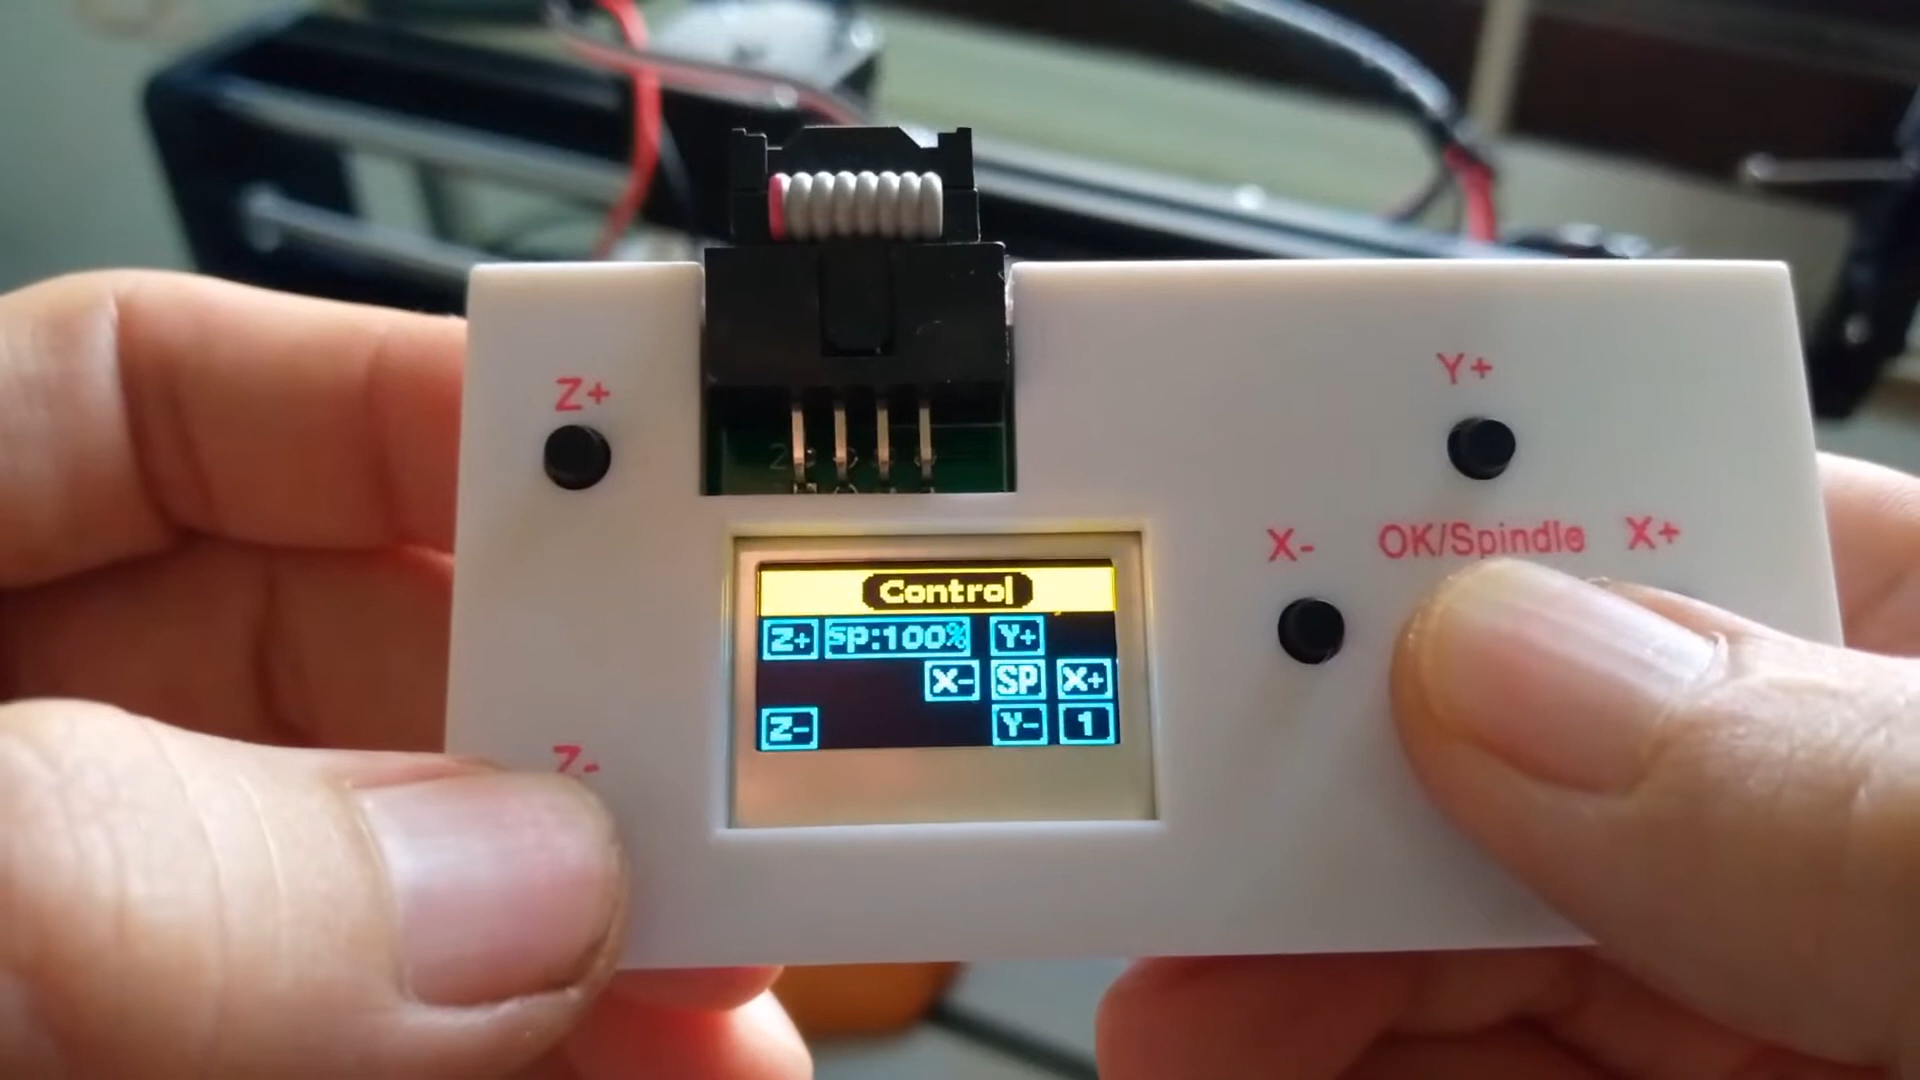 Z+
Y+
X- OK/Spindle X+
Control
Z+ SP:100% Y+
X- SP X+
Z- Y- 1
Z-